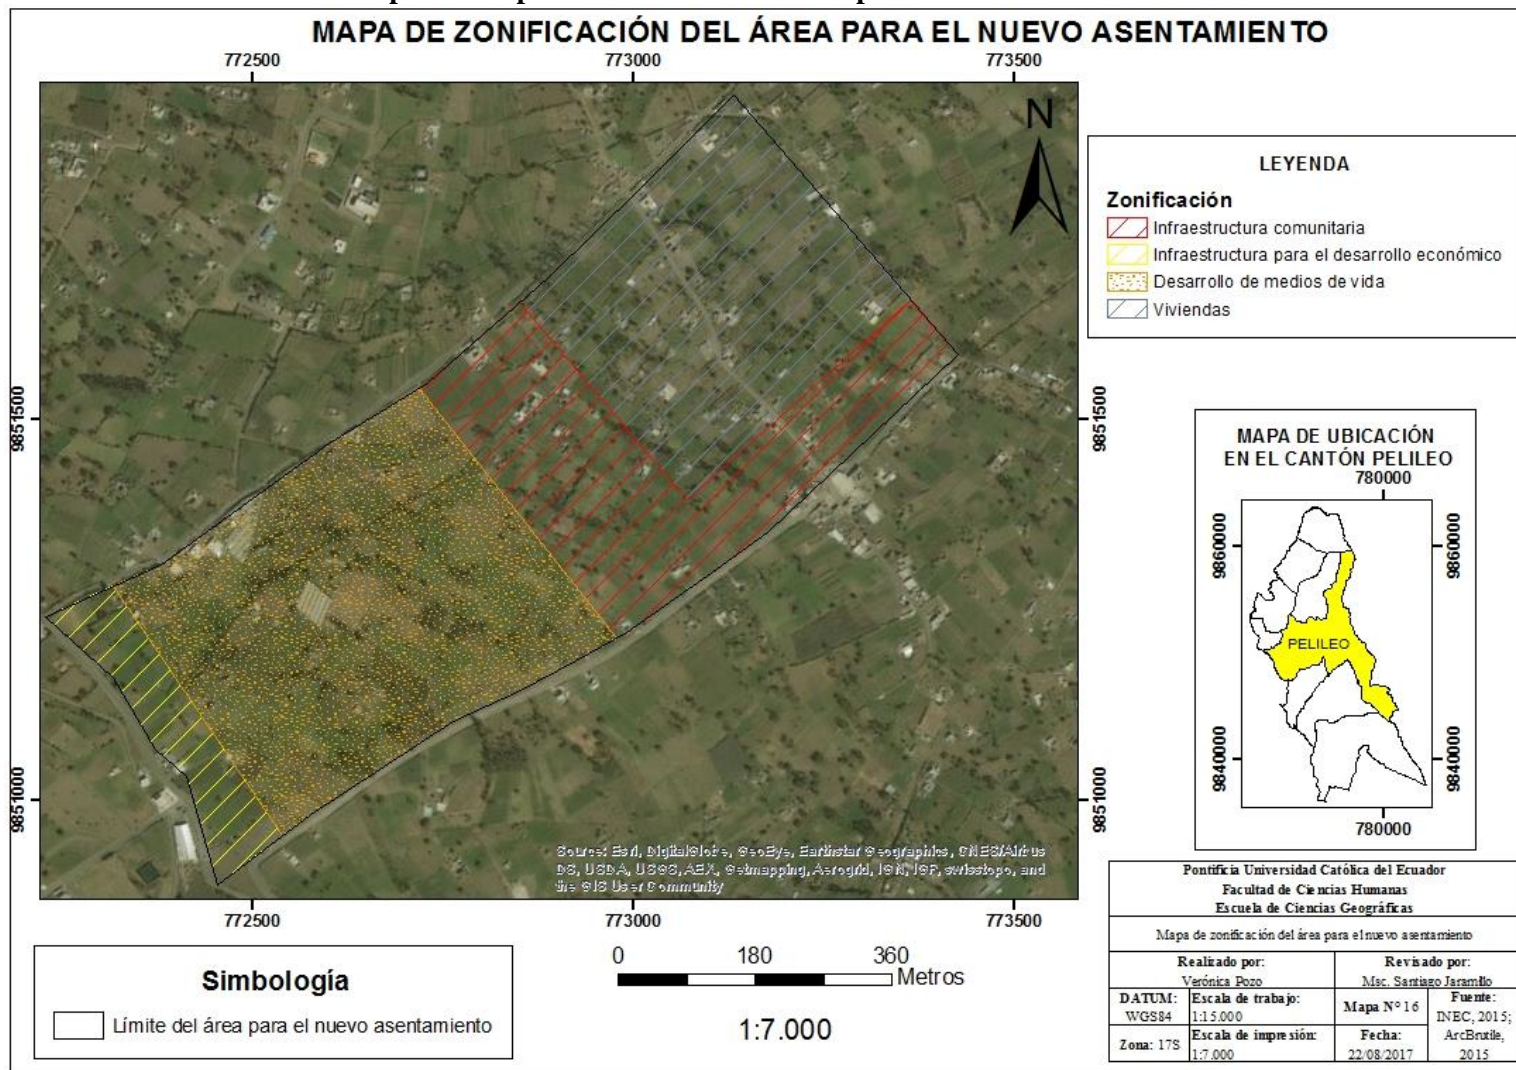 MAPA DE ZONIFICACIÓN DEL ÁREA PARA EL NUEVO ASENTAMIENTO
772500
773000
773500
N
9851500
9851500
9851000
9851000
Source: Esri, DigitalGlobe, GeoEye, Earthstar Geographics, CNES/Airbus
DS, USDA, USGS, AEX, Getmapping, Aerogrid, IGN, IGP, swisstopo, and
the GIS User Community
772500
773000
773500
LEYENDA
Zonificación
Infraestructura comunitaria
Infraestructura para el desarrollo económico
Desarrollo de medios de vida
Viviendas
MAPA DE UBICACIÓN
EN EL CANTÓN PELILEO
780000
9860000
9860000
PELILEO
9840000
9840000
780000
Simbología
Límite del área para el nuevo asentamiento
0
180
360
Metros
1:7.000
Pontificia Universidad Católica del Ecuador
Facultad de Ciencias Humanas
Escuela de Ciencias Geográficas
Mapa de zonificación del área para el nuevo asentamiento
Realizado por:
Verónica Pozo
Revisado por:
Msc. Santiago Jaramillo
DATUM:
WGS84
Escala de trabajo:
1:15.000
Mapa N° 16
Fuente:
INEC, 2015;
ArcBrutile,
2015
Zona: 17S
Escala de impresión:
1:7.000
Fecha:
22/08/2017